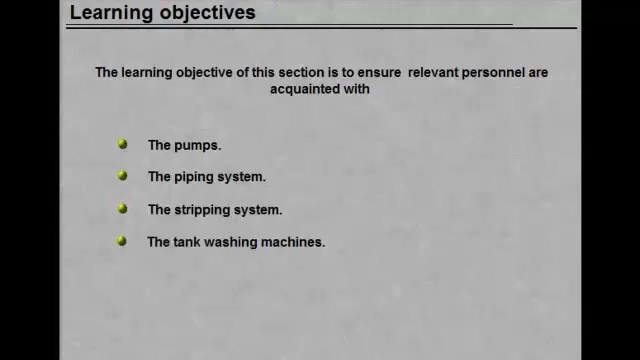 Learning objectives
The learning objective of this section is to ensure relevant personnel are
acquainted with
The pumps.
The piping system.
The stripping system.
The tank washing machines.